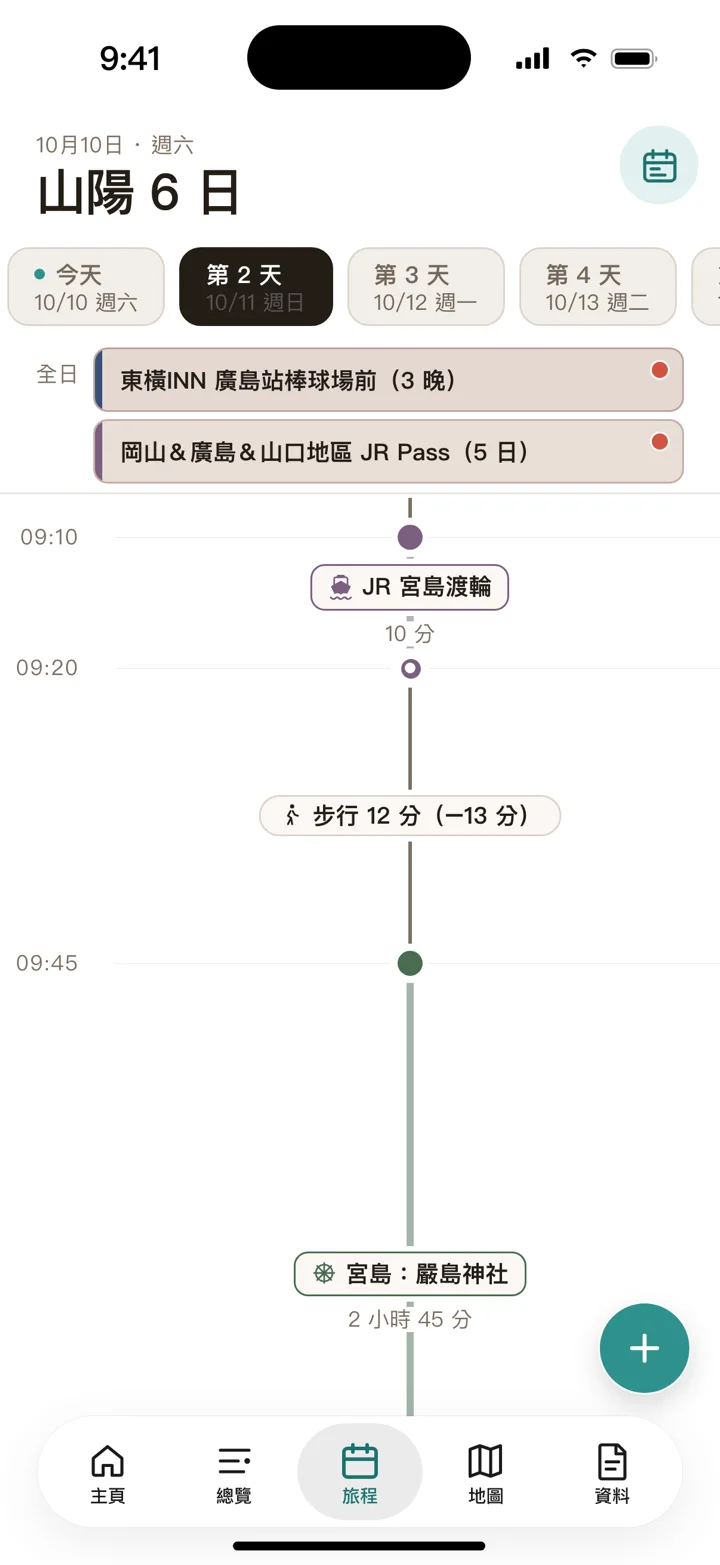 9:41
10月10日 · 週六
山陽 6 日
今天
10/10 週六
第 2 天
10/11 週日
第 3 天
10/12 週一
第 4 天
10/13 週二
全日
東橫INN 廣島站棒球場前（3 晚）
岡山＆廣島＆山口地區 JR Pass（5 日）
09:10
JR 宮島渡輪
10 分
09:20
步行 12 分（–13 分）
09:45
宮島：嚴島神社
2 小時 45 分
主頁
總覽
旅程
地圖
資料